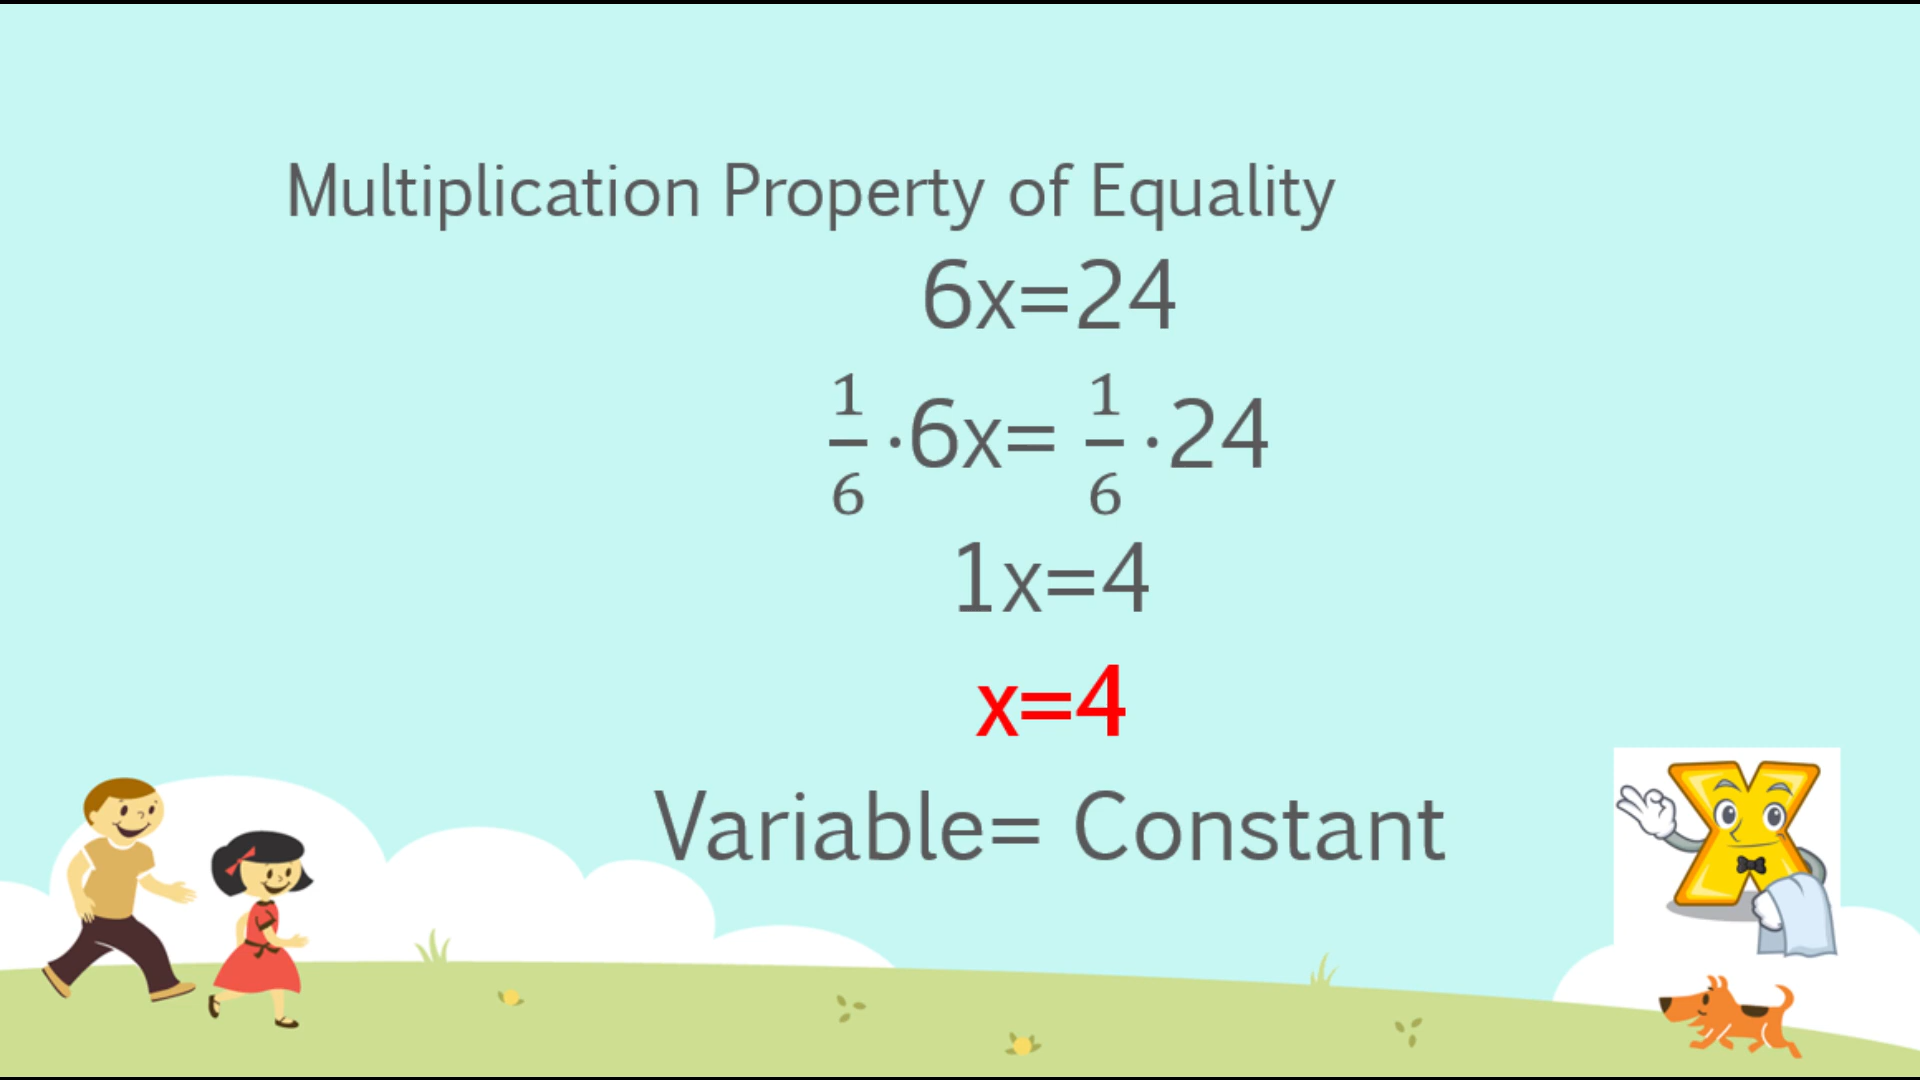 Multiplication Property of Equality
6x=24
1/6 ·6x= 1/6 ·24
1x=4
x=4
Variable= Constant